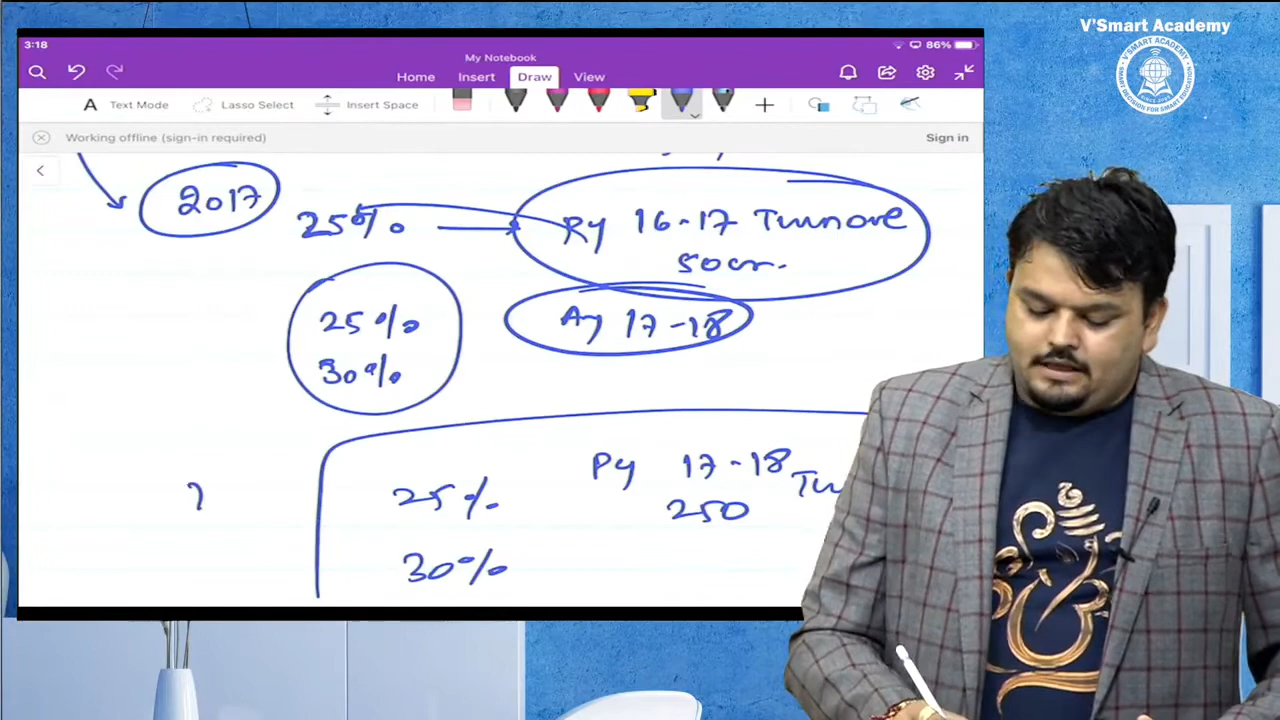 V'Smart Academy
V'SMART ACADEMY
3:18
86%
My Notebook
Home Insert Draw View
A Text Mode Lasso Select Insert Space
Working offline (sign-in required) Sign in
2017
25% Py 16-17 Turnove
50cr.
25% Ay 17-18
30%
Py 17-18
25% 250
30%